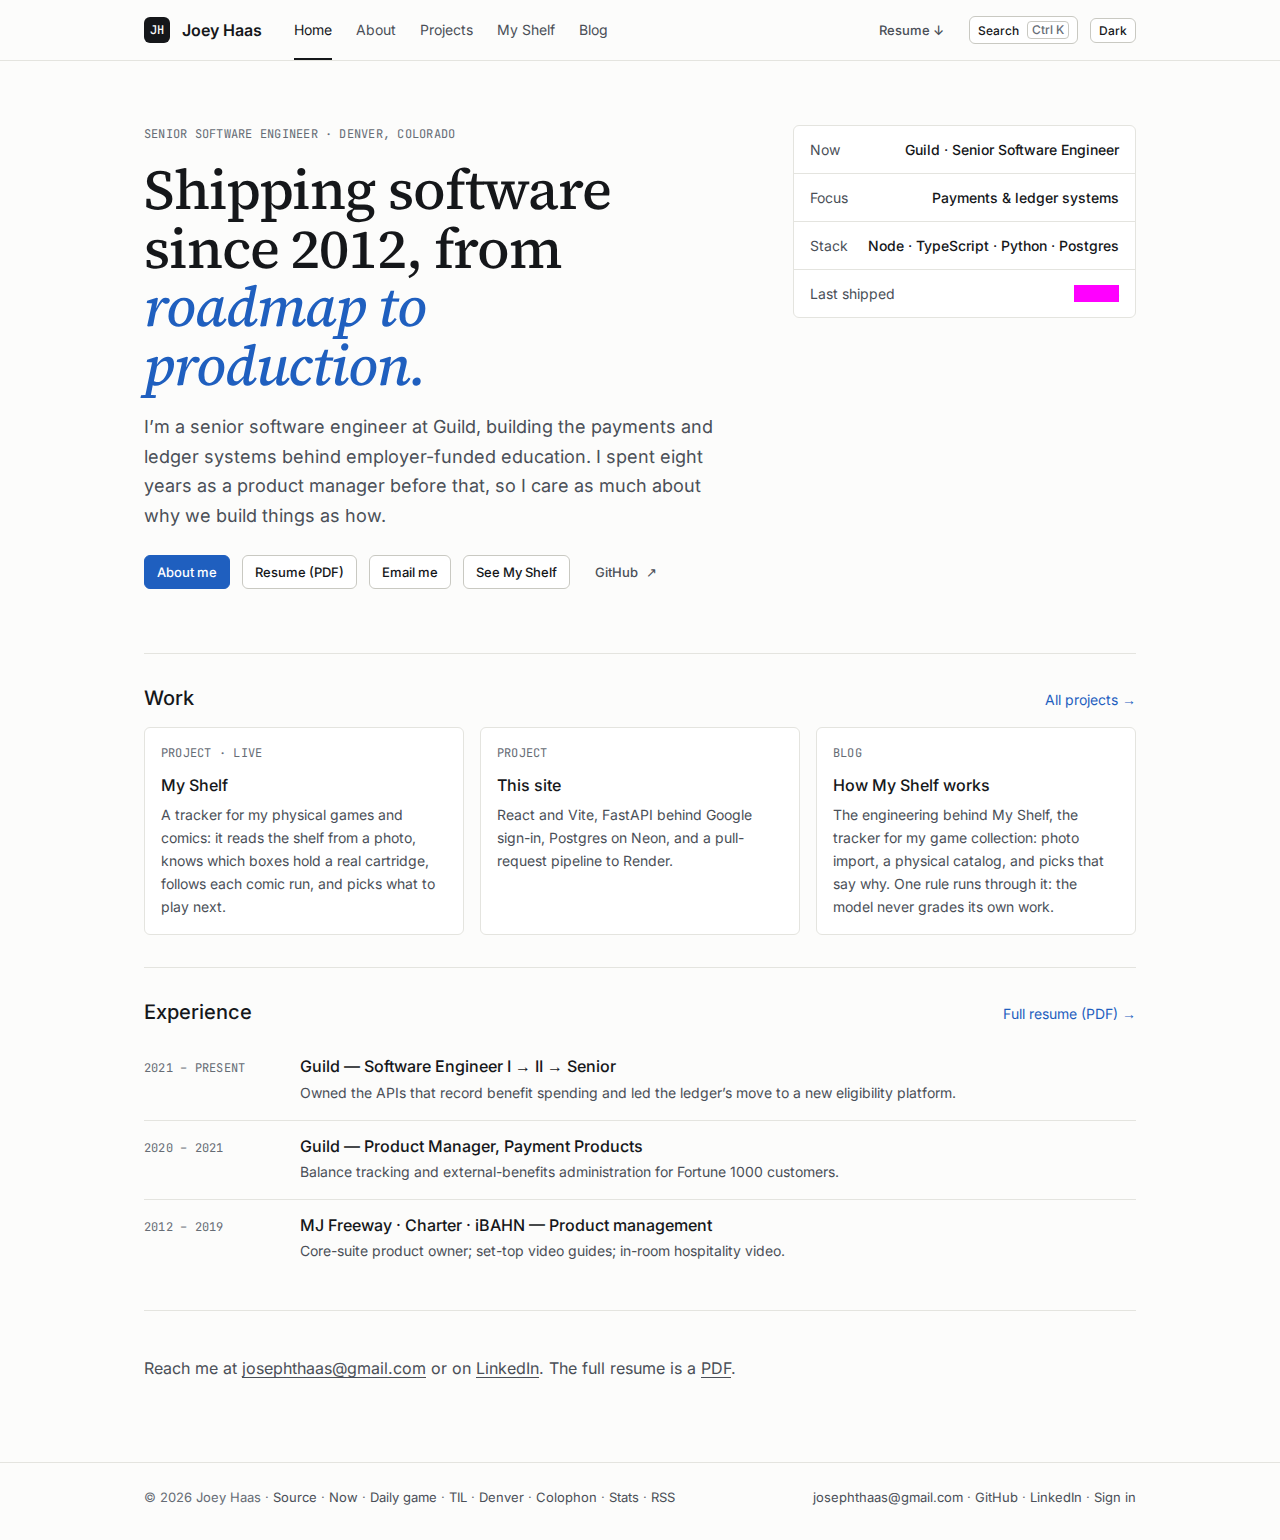 JH Joey Haas Home About Projects My Shelf Blog Resume ↓ Search Ctrl K Dark
SENIOR SOFTWARE ENGINEER · DENVER, COLORADO
Shipping software
since 2012, from
roadmap to
production.
I’m a senior software engineer at Guild, building the payments and
ledger systems behind employer-funded education. I spent eight
years as a product manager before that, so I care as much about
why we build things as how.
About me Resume (PDF) Email me See My Shelf GitHub ↗
Now Guild · Senior Software Engineer
Focus Payments & ledger systems
Stack Node · TypeScript · Python · Postgres
Last shipped
Work All projects →
PROJECT · LIVE
My Shelf
A tracker for my physical games and
comics: it reads the shelf from a photo,
knows which boxes hold a real cartridge,
follows each comic run, and picks what to
play next.
PROJECT
This site
React and Vite, FastAPI behind Google
sign-in, Postgres on Neon, and a pull-
request pipeline to Render.
BLOG
How My Shelf works
The engineering behind My Shelf, the
tracker for my game collection: photo
import, a physical catalog, and picks that
say why. One rule runs through it: the
model never grades its own work.
Experience Full resume (PDF) →
2021 – PRESENT Guild — Software Engineer I → II → Senior
Owned the APIs that record benefit spending and led the ledger’s move to a new eligibility platform.
2020 – 2021 Guild — Product Manager, Payment Products
Balance tracking and external-benefits administration for Fortune 1000 customers.
2012 – 2019 MJ Freeway · Charter · iBAHN — Product management
Core-suite product owner; set-top video guides; in-room hospitality video.
Reach me at josephthaas@gmail.com or on LinkedIn. The full resume is a PDF.
© 2026 Joey Haas · Source · Now · Daily game · TIL · Denver · Colophon · Stats · RSS josephthaas@gmail.com · GitHub · LinkedIn · Sign in